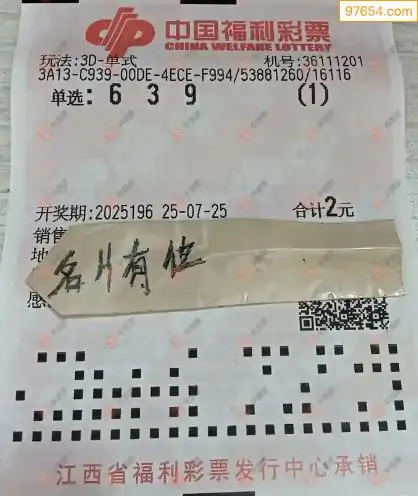 97654.com
中国福利彩票
CHINA WELFARE LOTTERY
玩法:3D-单式 机号:36111201
3A13-C939-00DE-4ECE-F994/53881260/16116
单选: 6 3 9 (1)
开奖期:2025196 25-07-25 合计2元
销售
地
名片有位
感
江西省福利彩票发行中心承销